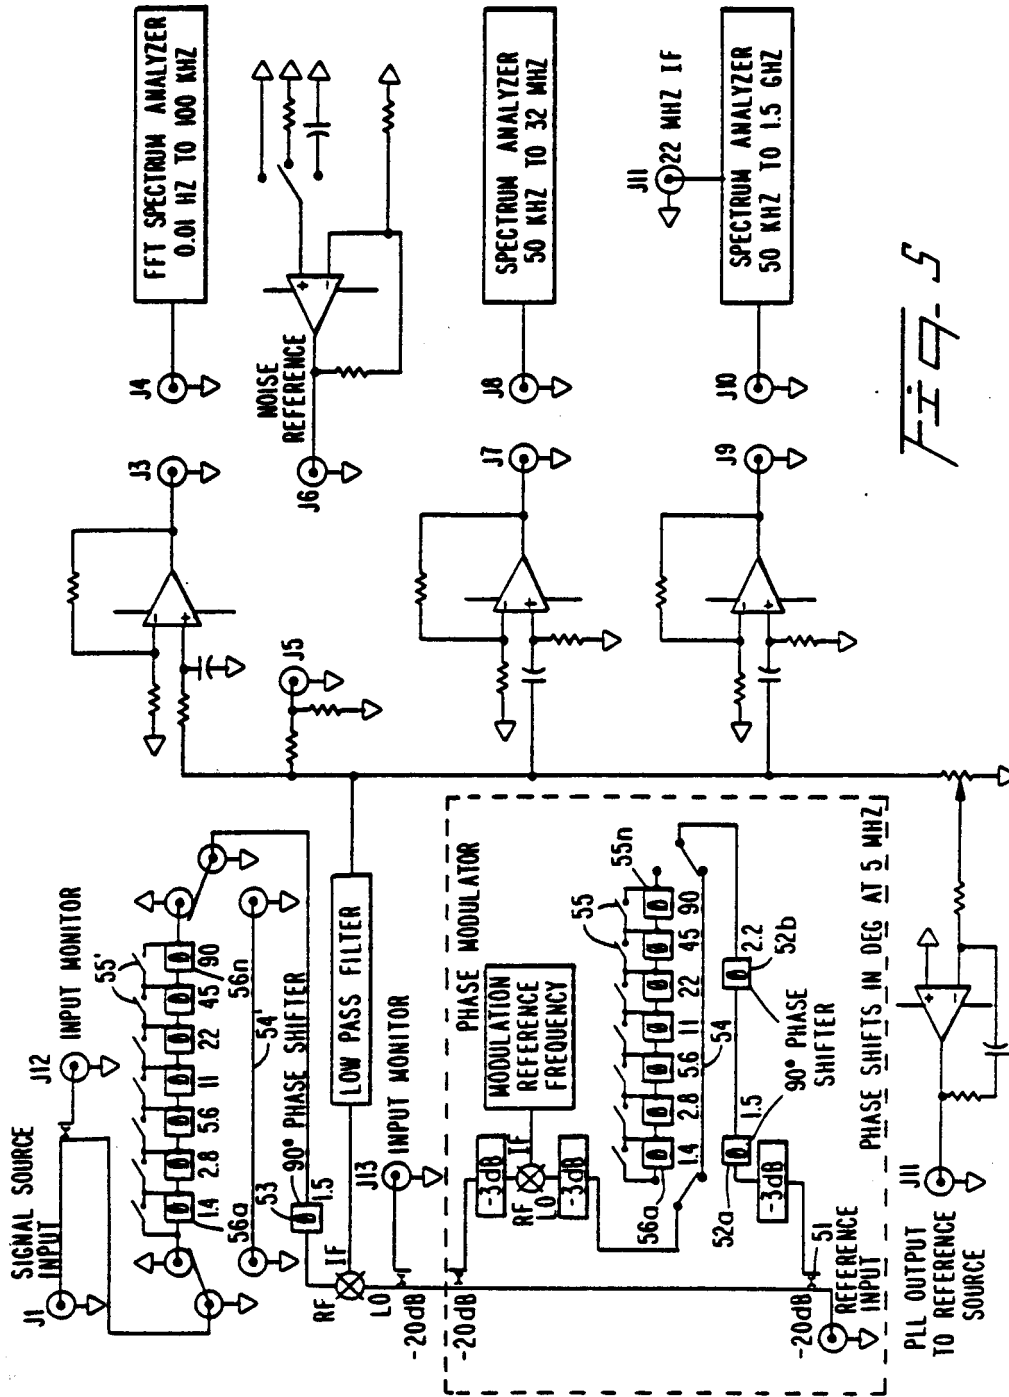 SIGNAL SOURCE
INPUT
J1
J12
INPUT MONITOR
55'
1.4
2.8
5.6
11
22
45
90
56a
56n
54'
90° PHASE SHIFTER
53
1.5
RF
IF
LO
-20dB
LOW PASS FILTER
J13
INPUT MONITOR
J5
J3
J4
FFT SPECTRUM ANALYZER
0.01 HZ TO 100 KHZ
J6
NOISE
REFERENCE
+
-
J7
J8
SPECTRUM ANALYZER
50 KHZ TO 32 MHZ
J9
J10
SPECTRUM ANALYZER
50 KHZ TO 1.5 GHZ
J11
22 MHZ IF
PHASE MODULATOR
MODULATION
REFERENCE
FREQUENCY
-20dB
-3dB
IF
RF
LO
-3dB
55
55n
1.4
2.8
5.6
11
22
45
90
56a
54
52a
1.5
2.2
52b
90° PHASE
SHIFTER
-3dB
-20dB
51
REFERENCE
INPUT
PHASE SHIFTS IN DEG AT 5 MHZ
J11
PLL OUTPUT
TO REFERENCE
SOURCE
Fig. 5